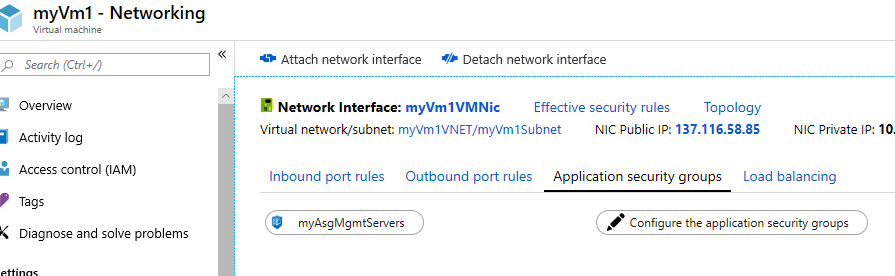 myVm1 - Networking
Virtual machine
«
Search (Ctrl+/)
Attach network interface
Detach network interface
Overview
Activity log
Access control (IAM)
Tags
Diagnose and solve problems
Network Interface: myVm1VMNic Effective security rules Topology
Virtual network/subnet: myVm1VNET/myVm1Subnet NIC Public IP: 137.116.58.85 NIC Private IP: 10.
Inbound port rules Outbound port rules Application security groups Load balancing
myAsgMgmtServers Configure the application security groups